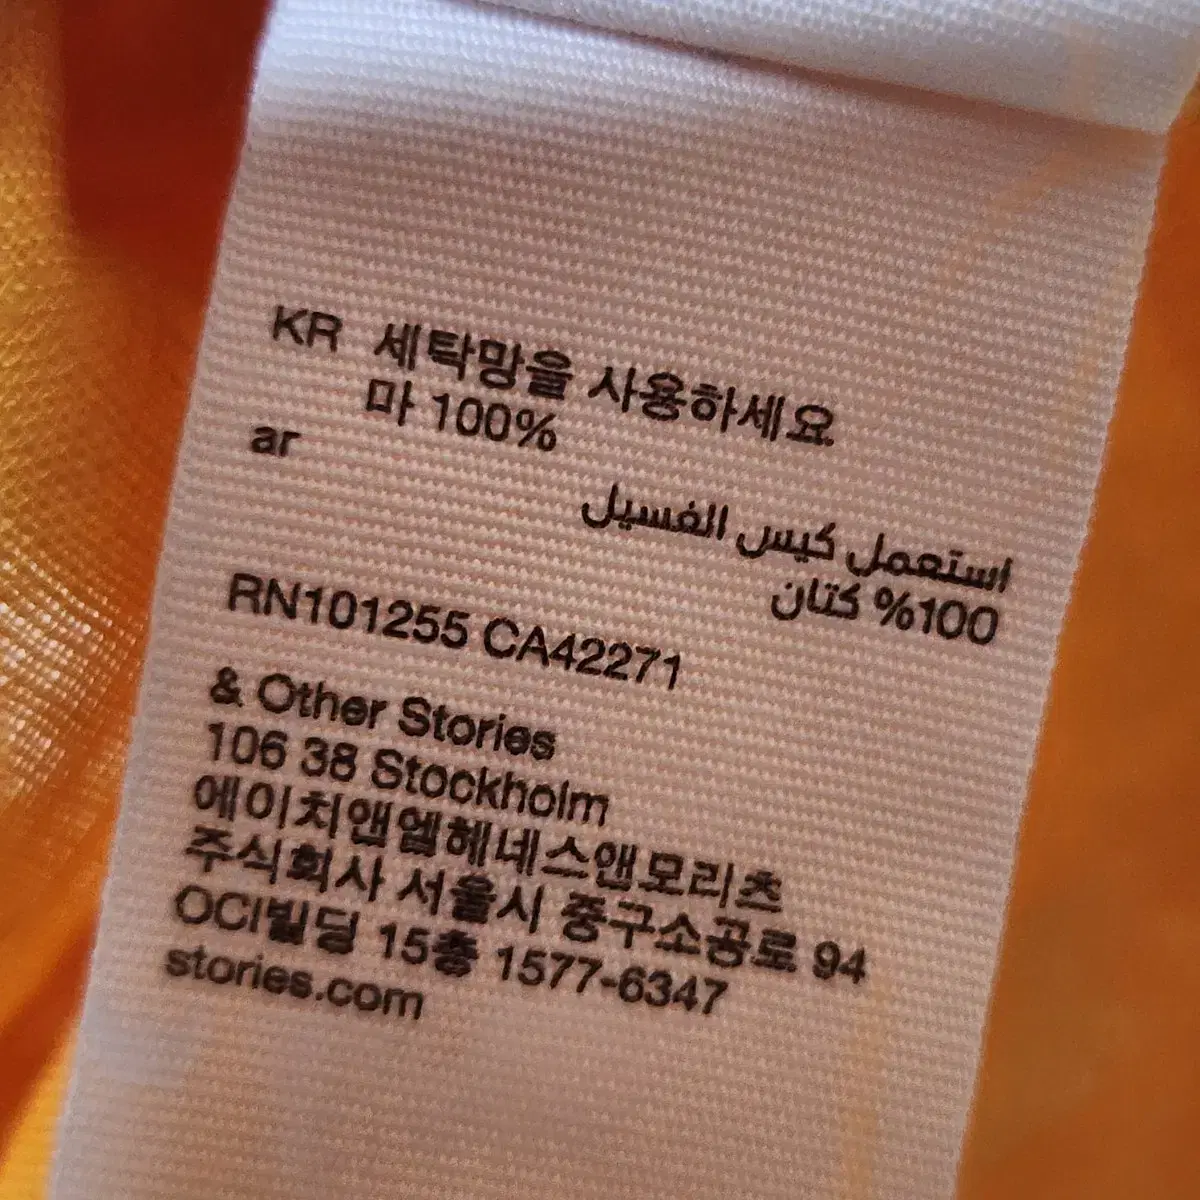 KR 세탁망을 사용하세요
마 100%
ar
استعمل كيس الغسيل
100% كتان
RN101255 CA42271
& Other Stories
106 38 Stockholm
에이치앤엠헤네스앤모리츠
주식회사 서울시 중구소공로 94
OCI빌딩 15층 1577-6347
stories.com